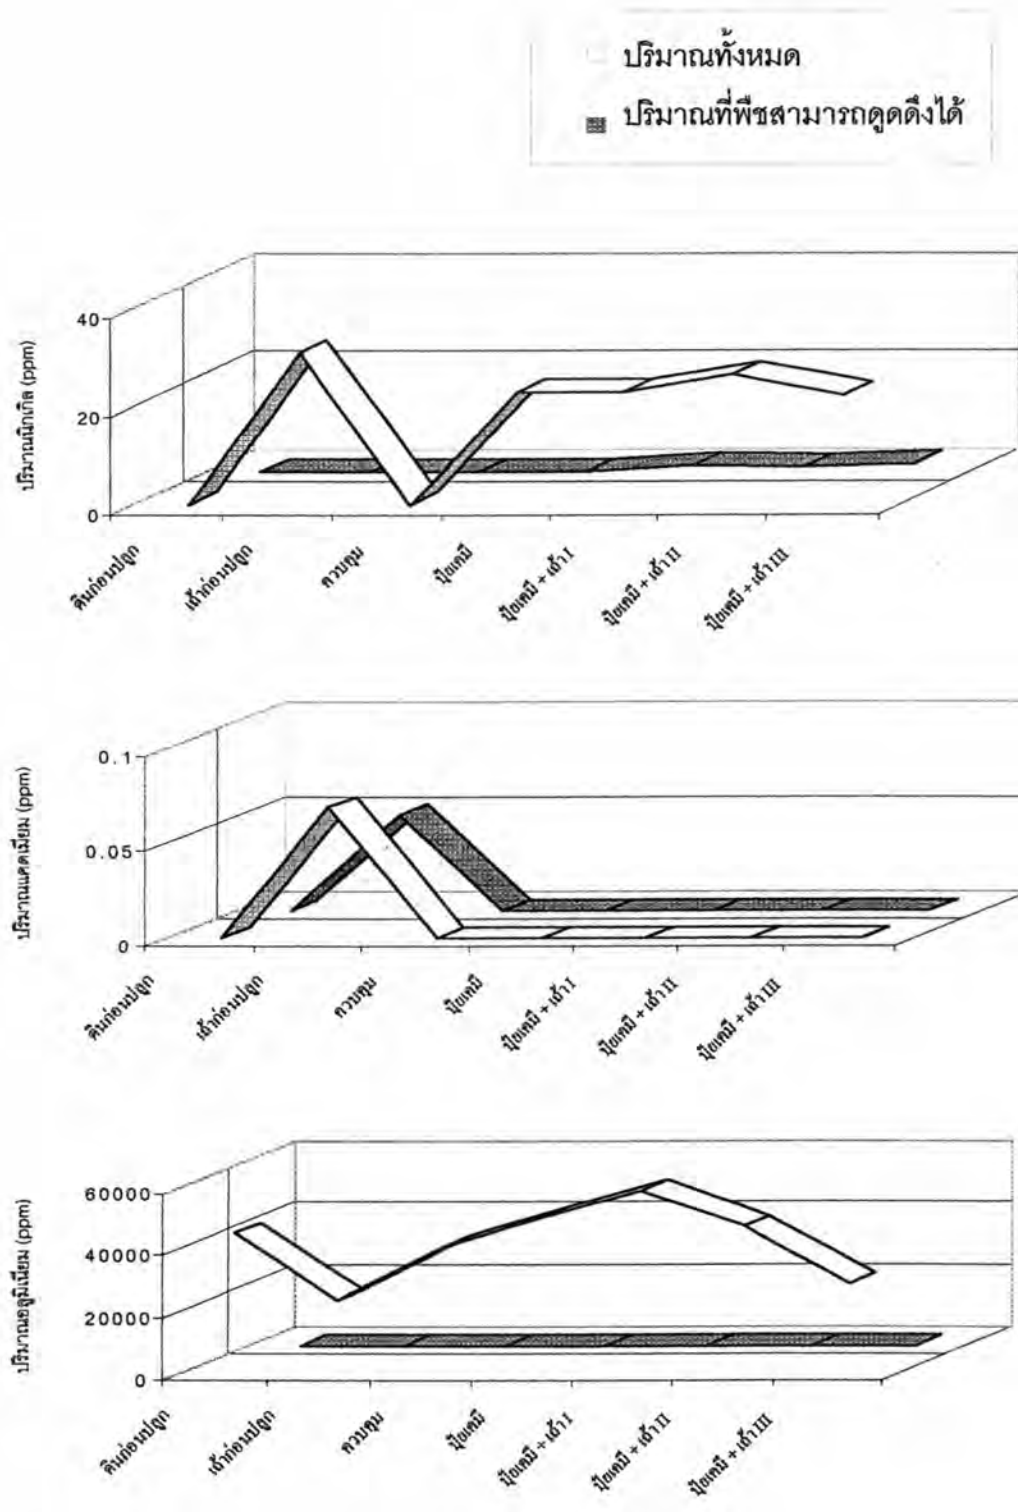 ปริมาณทั้งหมด
ปริมาณที่พืชสามารถดูดดึงได้
ปริมาณนิกเกิล (ppm)
40
20
0
ดินก่อนปลูก
เถ้าก่อนปลูก
ควบคุม
ปุ๋ยเคมี
ปุ๋ยเคมี + เถ้า I
ปุ๋ยเคมี + เถ้า II
ปุ๋ยเคมี + เถ้า III
ปริมาณแคดเมียม (ppm)
0.1
0.05
0
ดินก่อนปลูก
เถ้าก่อนปลูก
ควบคุม
ปุ๋ยเคมี
ปุ๋ยเคมี + เถ้า I
ปุ๋ยเคมี + เถ้า II
ปุ๋ยเคมี + เถ้า III
ปริมาณอลูมิเนียม (ppm)
60000
40000
20000
0
ดินก่อนปลูก
เถ้าก่อนปลูก
ควบคุม
ปุ๋ยเคมี
ปุ๋ยเคมี + เถ้า I
ปุ๋ยเคมี + เถ้า II
ปุ๋ยเคมี + เถ้า III